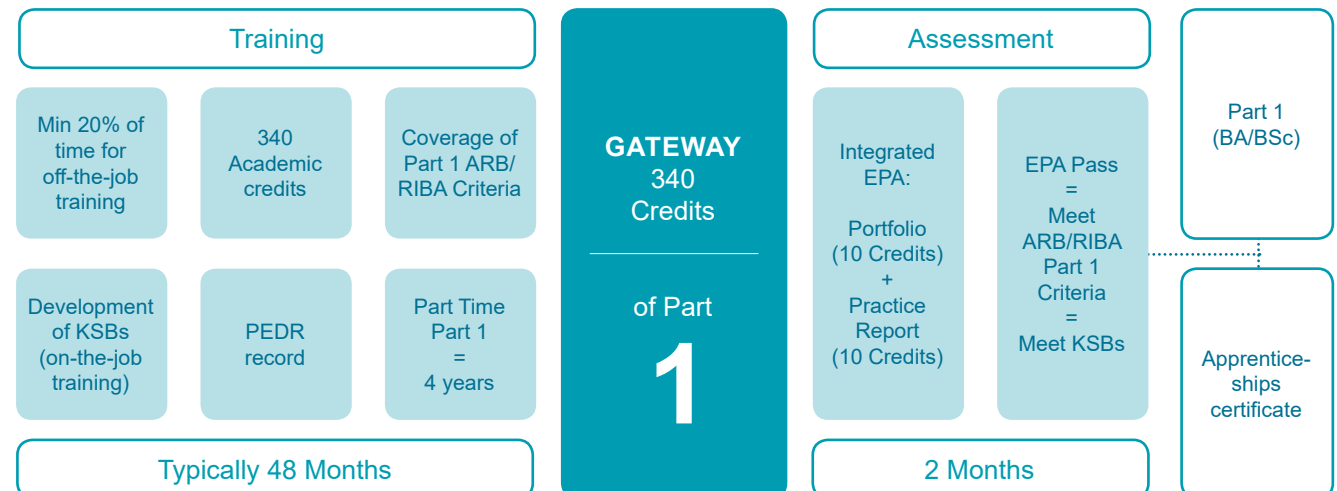 Training
Min 20% of
time for
off-the-job
training
340
Academic
credits
Coverage of
Part 1 ARB/
RIBA Criteria
Development
of KSBs
(on-the-job
training)
PEDR
record
Part Time
Part 1
=
4 years
Typically 48 Months
GATEWAY
340
Credits
of Part
1
Assessment
Integrated
EPA:
Portfolio
(10 Credits)
+
Practice
Report
(10 Credits)
EPA Pass
=
Meet
ARB/RIBA
Part 1
Criteria
=
Meet KSBs
2 Months
Part 1
(BA/BSc)
Apprentice-
ships
certificate